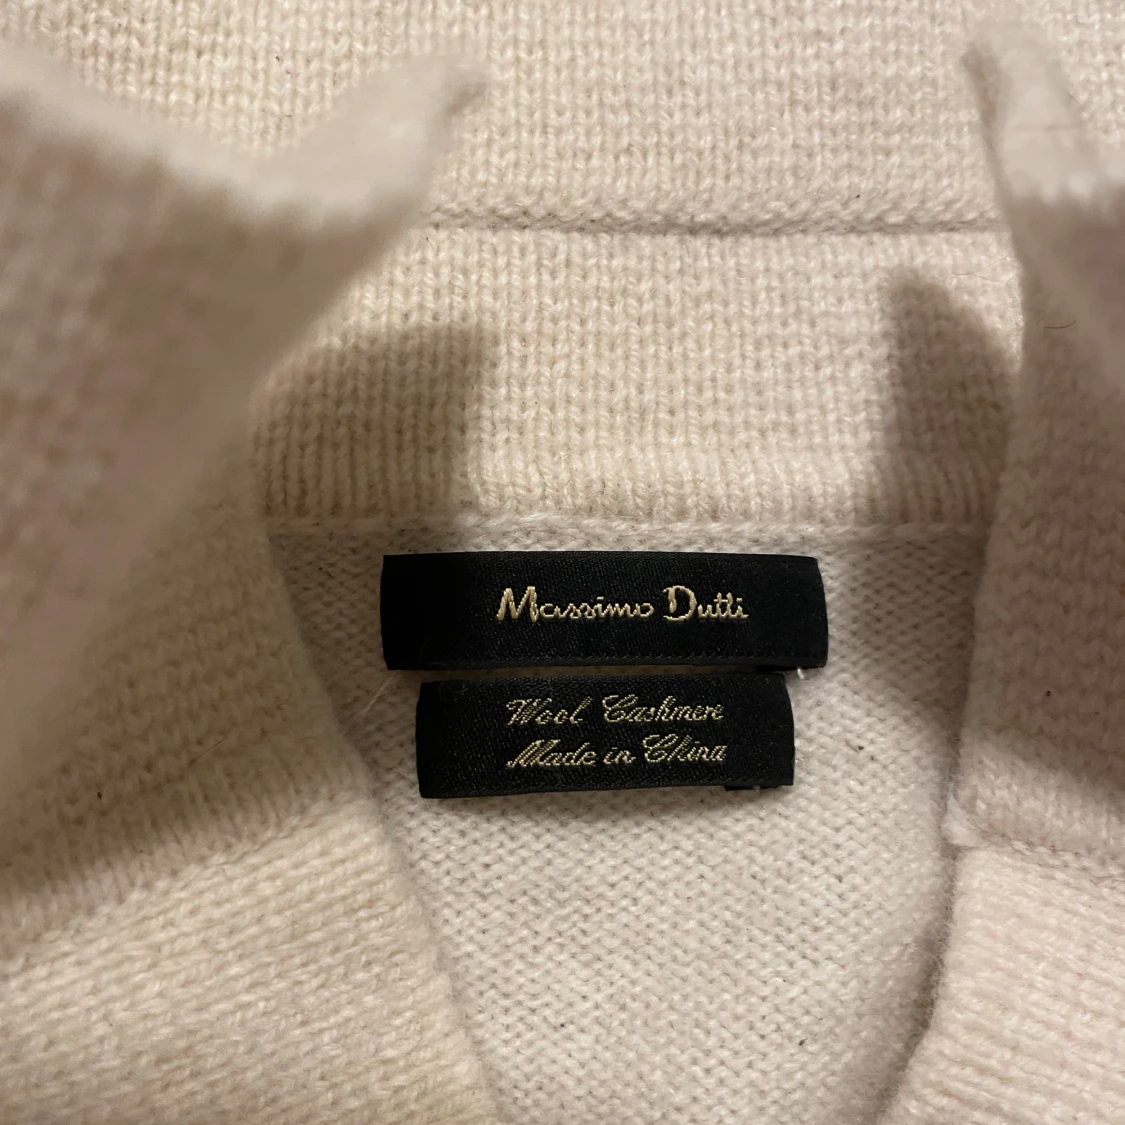 Massimo Dutti
Wool Cashmere
Made in China